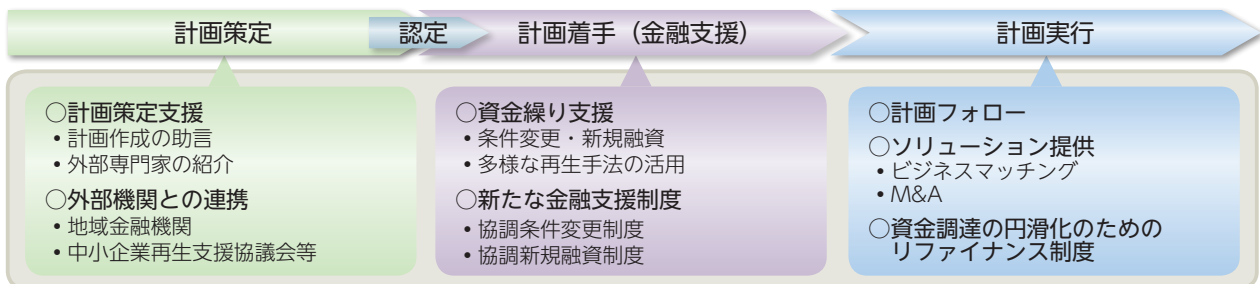 計画策定
認定
計画着手（金融支援）
計画実行
○計画策定支援
・計画作成の助言
・外部専門家の紹介
○外部機関との連携
・地域金融機関
・中小企業再生支援協議会等
○資金繰り支援
・条件変更・新規融資
・多様な再生手法の活用
○新たな金融支援制度
・協調条件変更制度
・協調新規融資制度
○計画フォロー
○ソリューション提供
・ビジネスマッチング
・M&A
○資金調達の円滑化のための
リファイナンス制度